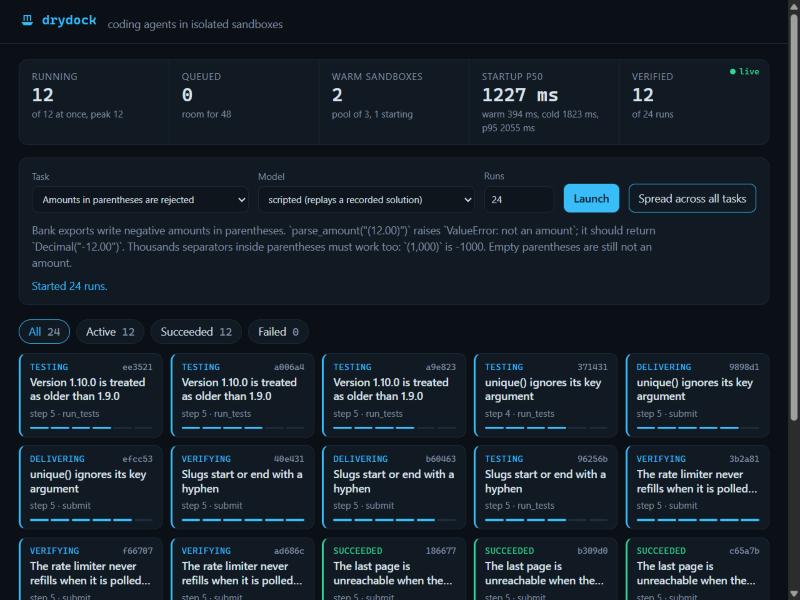 drydock coding agents in isolated sandboxes
RUNNING
12
of 12 at once, peak 12
QUEUED
0
room for 48
WARM SANDBOXES
2
pool of 3, 1 starting
STARTUP P50
1227 ms
warm 394 ms, cold 1823 ms,
p95 2055 ms
VERIFIED
12
of 24 runs
live
Task
Amounts in parentheses are rejected
Model
scripted (replays a recorded solution)
Runs
24
Launch
Spread across all tasks
Bank exports write negative amounts in parentheses. `parse_amount("(12.00)")` raises `ValueError: not an amount`; it should return
`Decimal("-12.00")`. Thousands separators inside parentheses must work too: `(1,000)` is -1000. Empty parentheses are still not an
amount.
Started 24 runs.
All 24
Active 12
Succeeded 12
Failed 0
TESTING ee3521
Version 1.10.0 is treated
as older than 1.9.0
step 5 · run_tests
TESTING a006a4
Version 1.10.0 is treated
as older than 1.9.0
step 5 · run_tests
TESTING a9e823
Version 1.10.0 is treated
as older than 1.9.0
step 5 · run_tests
TESTING 371431
unique() ignores its key
argument
step 4 · run_tests
DELIVERING 9898d1
unique() ignores its key
argument
step 5 · submit
DELIVERING efcc53
unique() ignores its key
argument
step 5 · submit
VERIFYING 40e431
Slugs start or end with a
hyphen
step 5 · submit
DELIVERING b60463
Slugs start or end with a
hyphen
step 5 · submit
TESTING 96256b
Slugs start or end with a
hyphen
step 5 · run_tests
VERIFYING 3b2a81
The rate limiter never
refills when it is polled...
step 5 · submit
VERIFYING f66707
The rate limiter never
refills when it is polled...
step 5 · submit
VERIFYING ad686c
The rate limiter never
refills when it is polled...
step 5 · submit
SUCCEEDED 186677
The last page is
unreachable when the...
step 5 · submit
SUCCEEDED b309d0
The last page is
unreachable when the...
step 5 · submit
SUCCEEDED c65a7b
The last page is
unreachable when the...
step 5 · submit